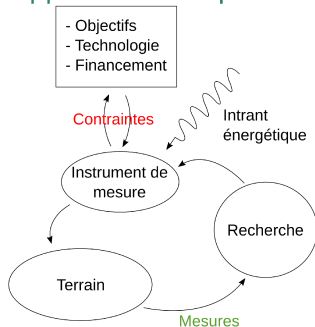 - Objectifs
- Technologie
- Financement
Contraintes
Intrant
énergétique
Instrument de
mesure
Recherche
Terrain
Mesures